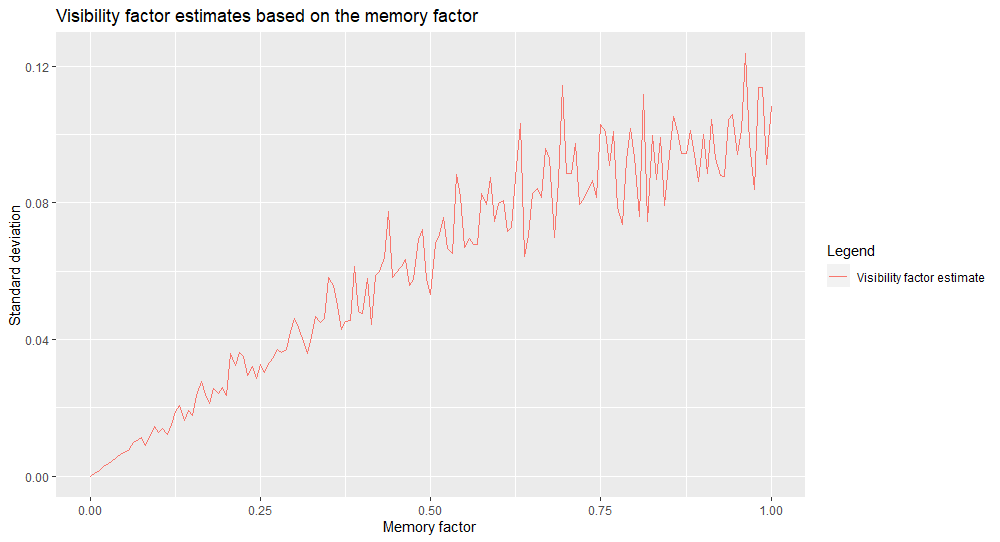 Visibility factor estimates based on the memory factor
0.12
0.08
0.04
0.00
Standard deviation
0.00 0.25 0.50 0.75 1.00
Memory factor
Legend
Visibility factor estimate